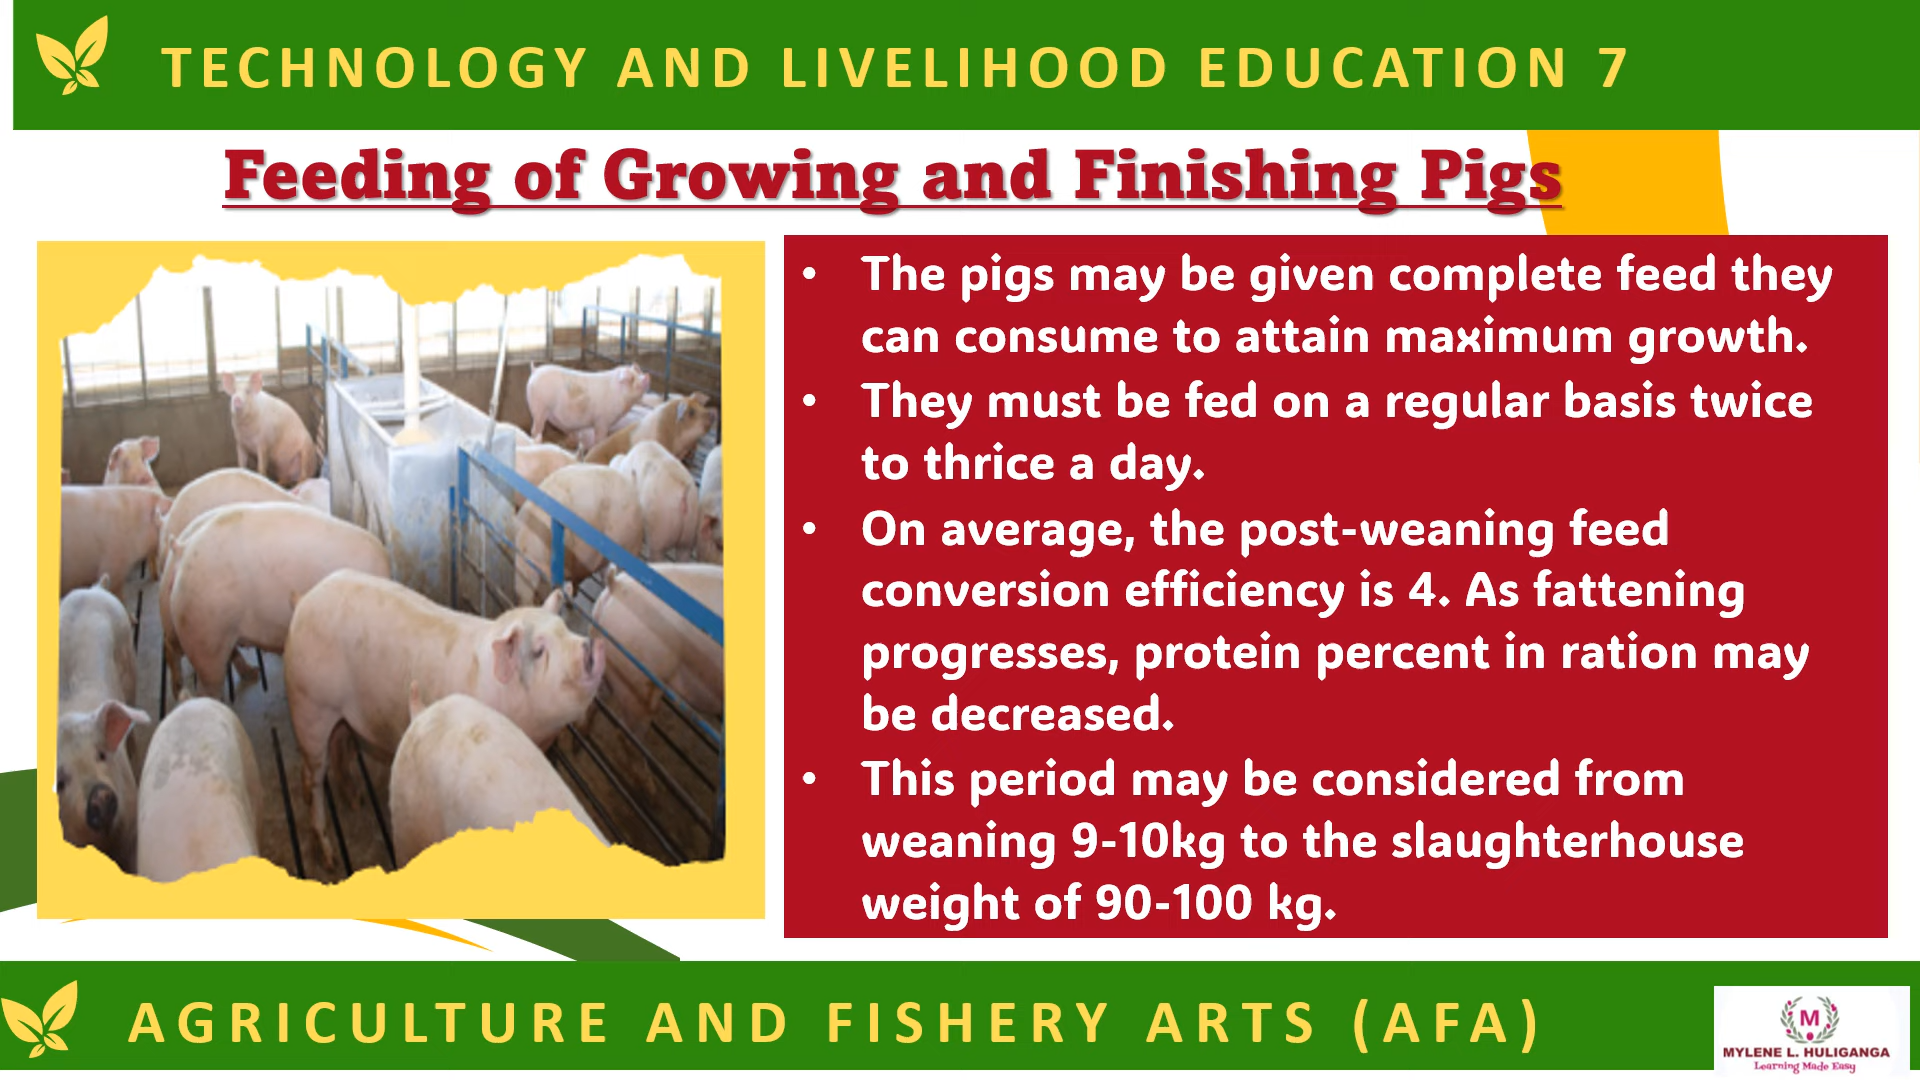 TECHNOLOGY AND LIVELIHOOD EDUCATION 7
Feeding of Growing and Finishing Pigs
• The pigs may be given complete feed they
can consume to attain maximum growth.
• They must be fed on a regular basis twice
to thrice a day.
• On average, the post-weaning feed
conversion efficiency is 4. As fattening
progresses, protein percent in ration may
be decreased.
• This period may be considered from
weaning 9-10kg to the slaughterhouse
weight of 90-100 kg.
AGRICULTURE AND FISHERY ARTS (AFA)
M
MYLENE L. HULIGANGA
Learning Made Easy